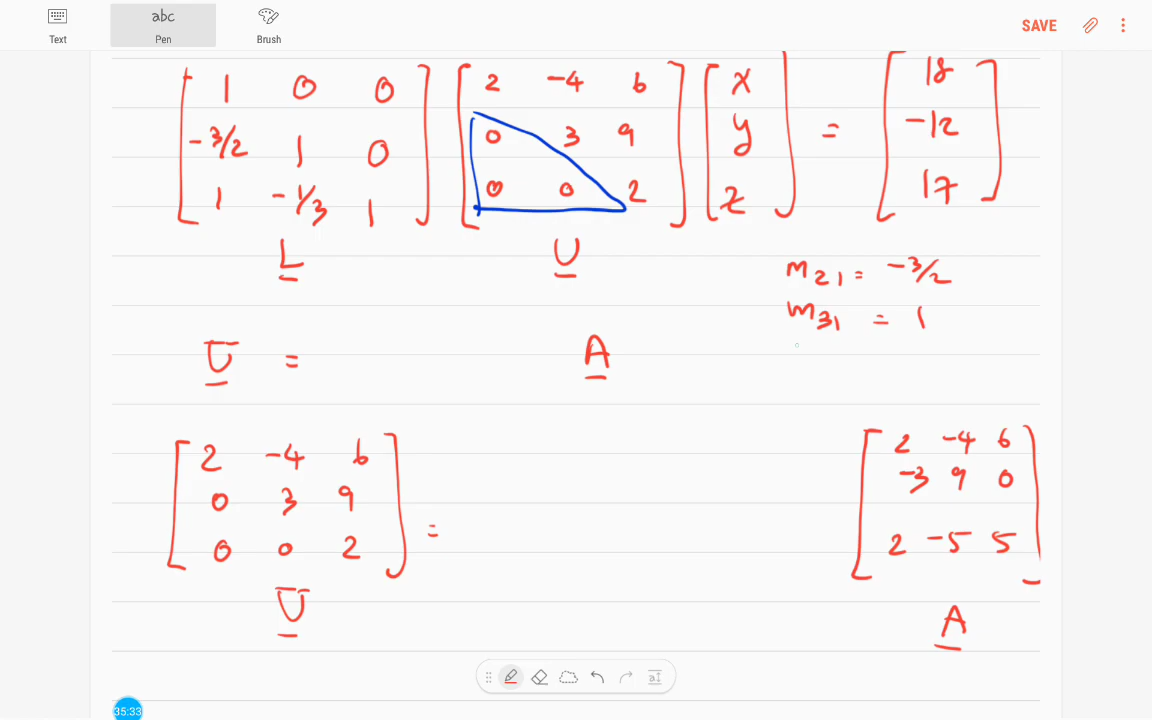 Text
abc
Pen
Brush
SAVE
1 0 0 2 -4 6 x 18
-3/2 1 0 0 3 9 y = -12
1 -1/3 1 0 0 2 z 17
L U
m21 = -3/2
m31 = 1
U = A
2 -4 6 2 -4 6
0 3 9 = -3 9 0
0 0 2 2 -5 5
U A
a
35:33